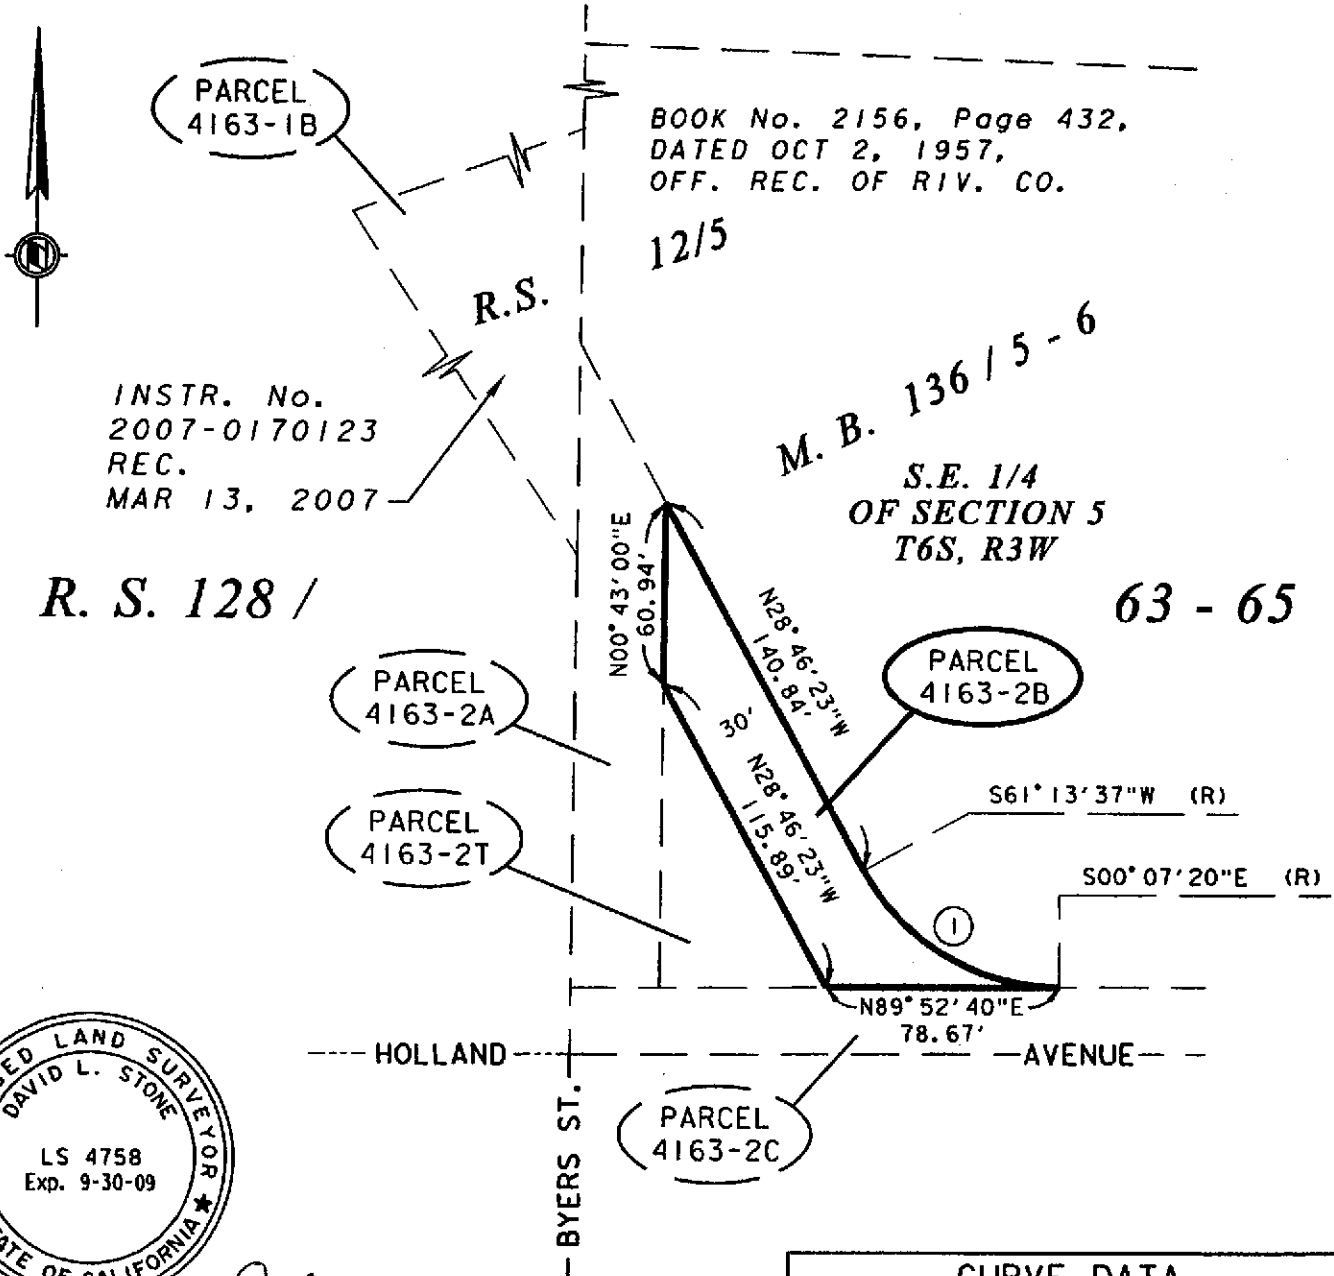 PARCEL
4163-1B
BOOK No. 2156, Page 432,
DATED OCT 2, 1957,
OFF. REC. OF RIV. CO.
R.S. 12/5
INSTR. No.
2007-0170123
REC.
MAR 13, 2007
M. B. 136 / 5 - 6
S.E. 1/4
OF SECTION 5
T6S, R3W
R. S. 128 / 63 - 65
N00°43'00"E
60.94'
N28°46'23"W
140.84'
PARCEL
4163-2B
PARCEL
4163-2A
30'
N28°46'23"W
115.89'
S61°13'37"W (R)
PARCEL
4163-2T
S00°07'20"E (R)
1
N89°52'40"E
78.67'
HOLLAND AVENUE
PARCEL
4163-2C
BYERS ST.
LAND SURVEYOR
DAVID L. STONE
LS 4758
Exp. 9-30-09
OF CALIFORNIA
CURVE DATA